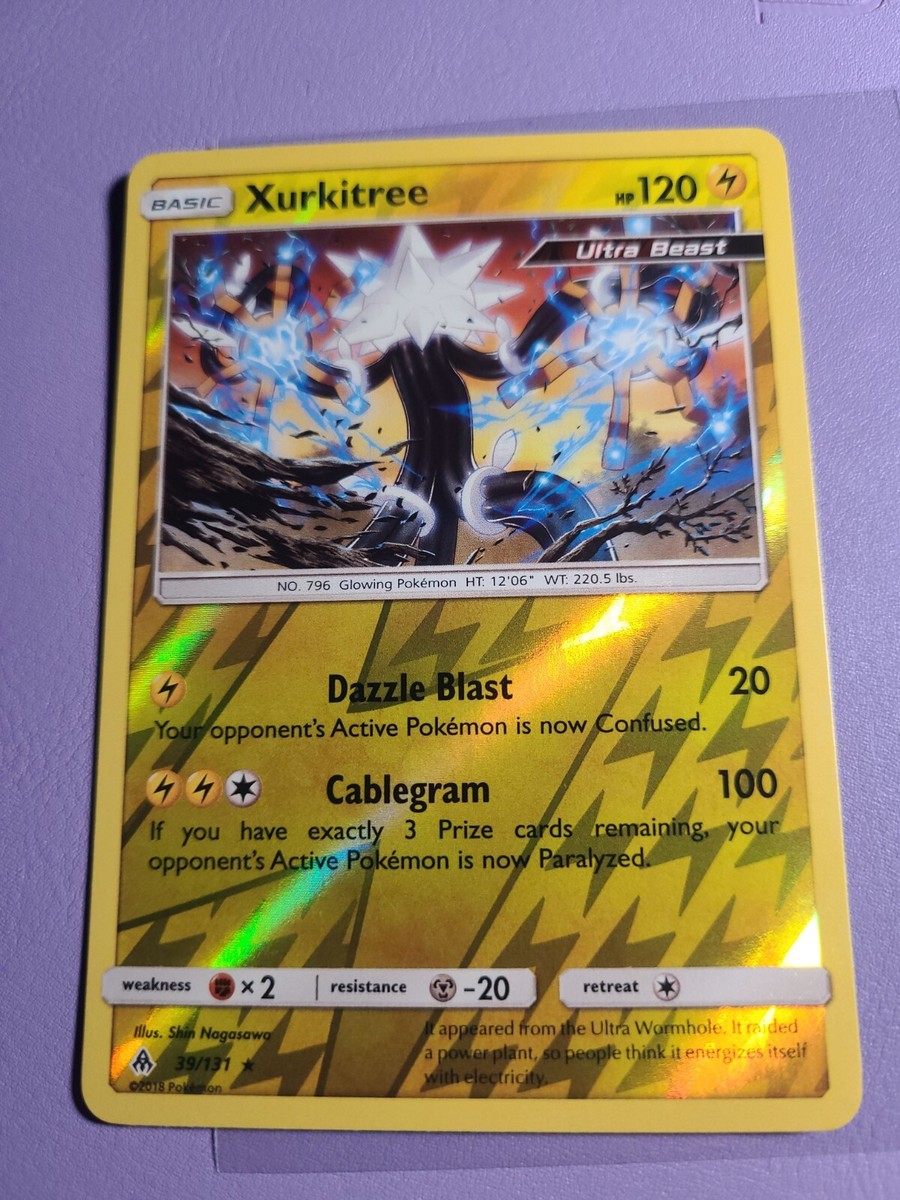 BASIC Xurkitree HP 120
Ultra Beast
NO. 796 Glowing Pokémon HT: 12'06" WT: 220.5 lbs.
Dazzle Blast 20
Your opponent's Active Pokémon is now Confused.
Cablegram 100
If you have exactly 3 Prize cards remaining, your
opponent's Active Pokémon is now Paralyzed.
weakness ×2 resistance -20 retreat
Illus. Shin Nagasawa
39/131 ★
©2018 Pokémon
It appeared from the Ultra Wormhole. It raided
a power plant, so people think it energizes itself
with electricity.